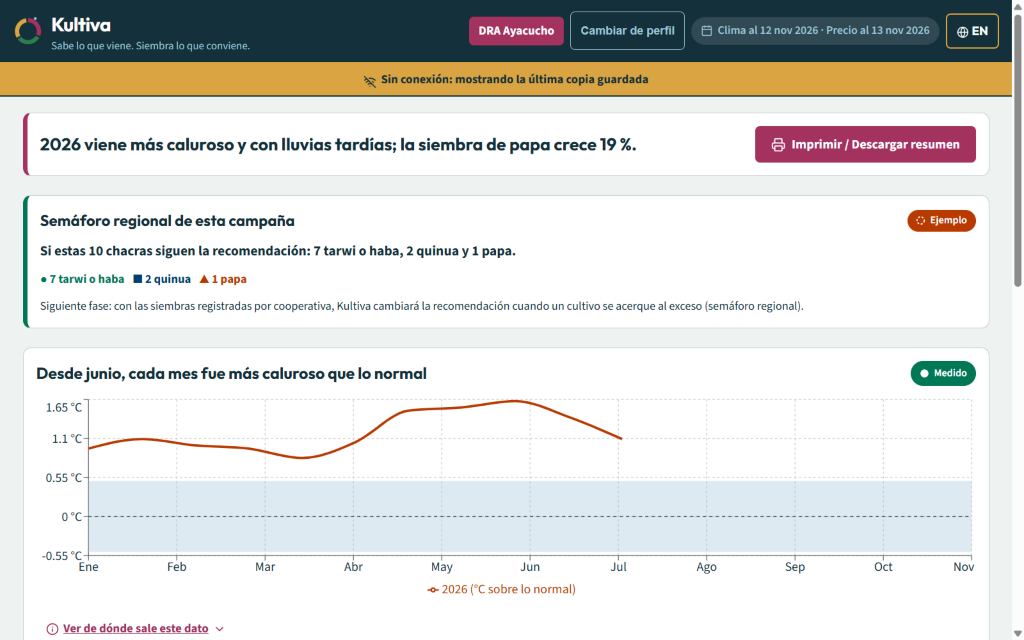 Kultiva
Sabe lo que viene. Siembra lo que conviene.
DRA Ayacucho
Cambiar de perfil
Clima al 12 nov 2026 · Precio al 13 nov 2026
EN
Sin conexión: mostrando la última copia guardada
2026 viene más caluroso y con lluvias tardías; la siembra de papa crece 19 %.
Imprimir / Descargar resumen
Semáforo regional de esta campaña
Ejemplo
Si estas 10 chacras siguen la recomendación: 7 tarwi o haba, 2 quinua y 1 papa.
7 tarwi o haba 2 quinua 1 papa
Siguiente fase: con las siembras registradas por cooperativa, Kultiva cambiará la recomendación cuando un cultivo se acerque al exceso (semáforo regional).
Desde junio, cada mes fue más caluroso que lo normal
Medido
1.65 °C
1.1 °C
0.55 °C
0 °C
-0.55 °C
Ene Feb Mar Abr May Jun Jul Ago Sep Oct Nov
2026 (°C sobre lo normal)
Ver de dónde sale este dato